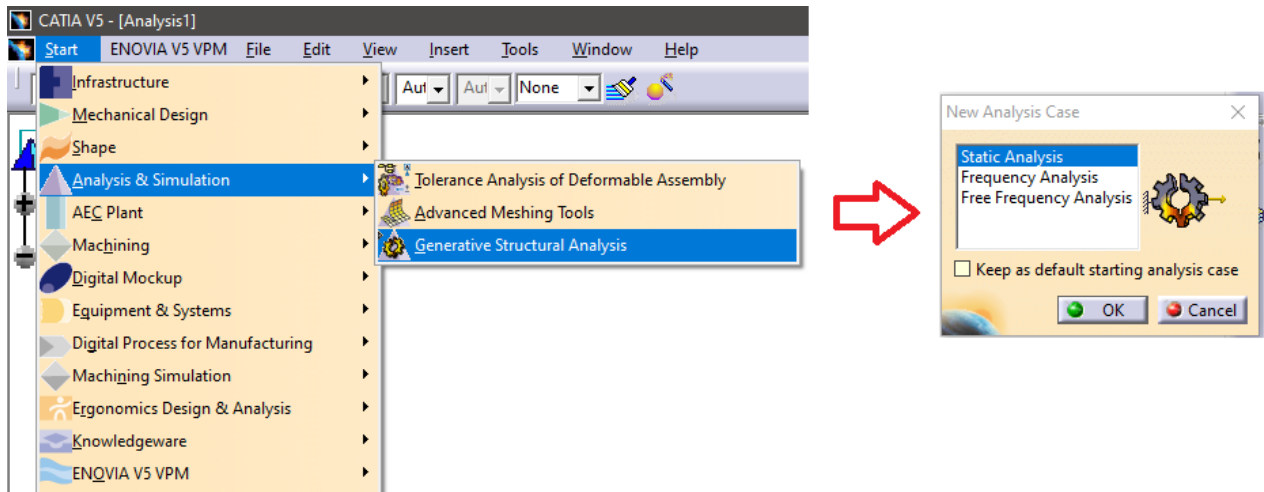 CATIA V5 - [Analysis1]
Start ENOVIA V5 VPM File Edit View Insert Tools Window Help
Aut Aut None
Infrastructure
Mechanical Design
Shape
Analysis & Simulation
AEC Plant
Machining
Digital Mockup
Equipment & Systems
Digital Process for Manufacturing
Machining Simulation
Ergonomics Design & Analysis
Knowledgeware
ENOVIA V5 VPM
Tolerance Analysis of Deformable Assembly
Advanced Meshing Tools
Generative Structural Analysis
New Analysis Case
Static Analysis
Frequency Analysis
Free Frequency Analysis
Keep as default starting analysis case
OK Cancel